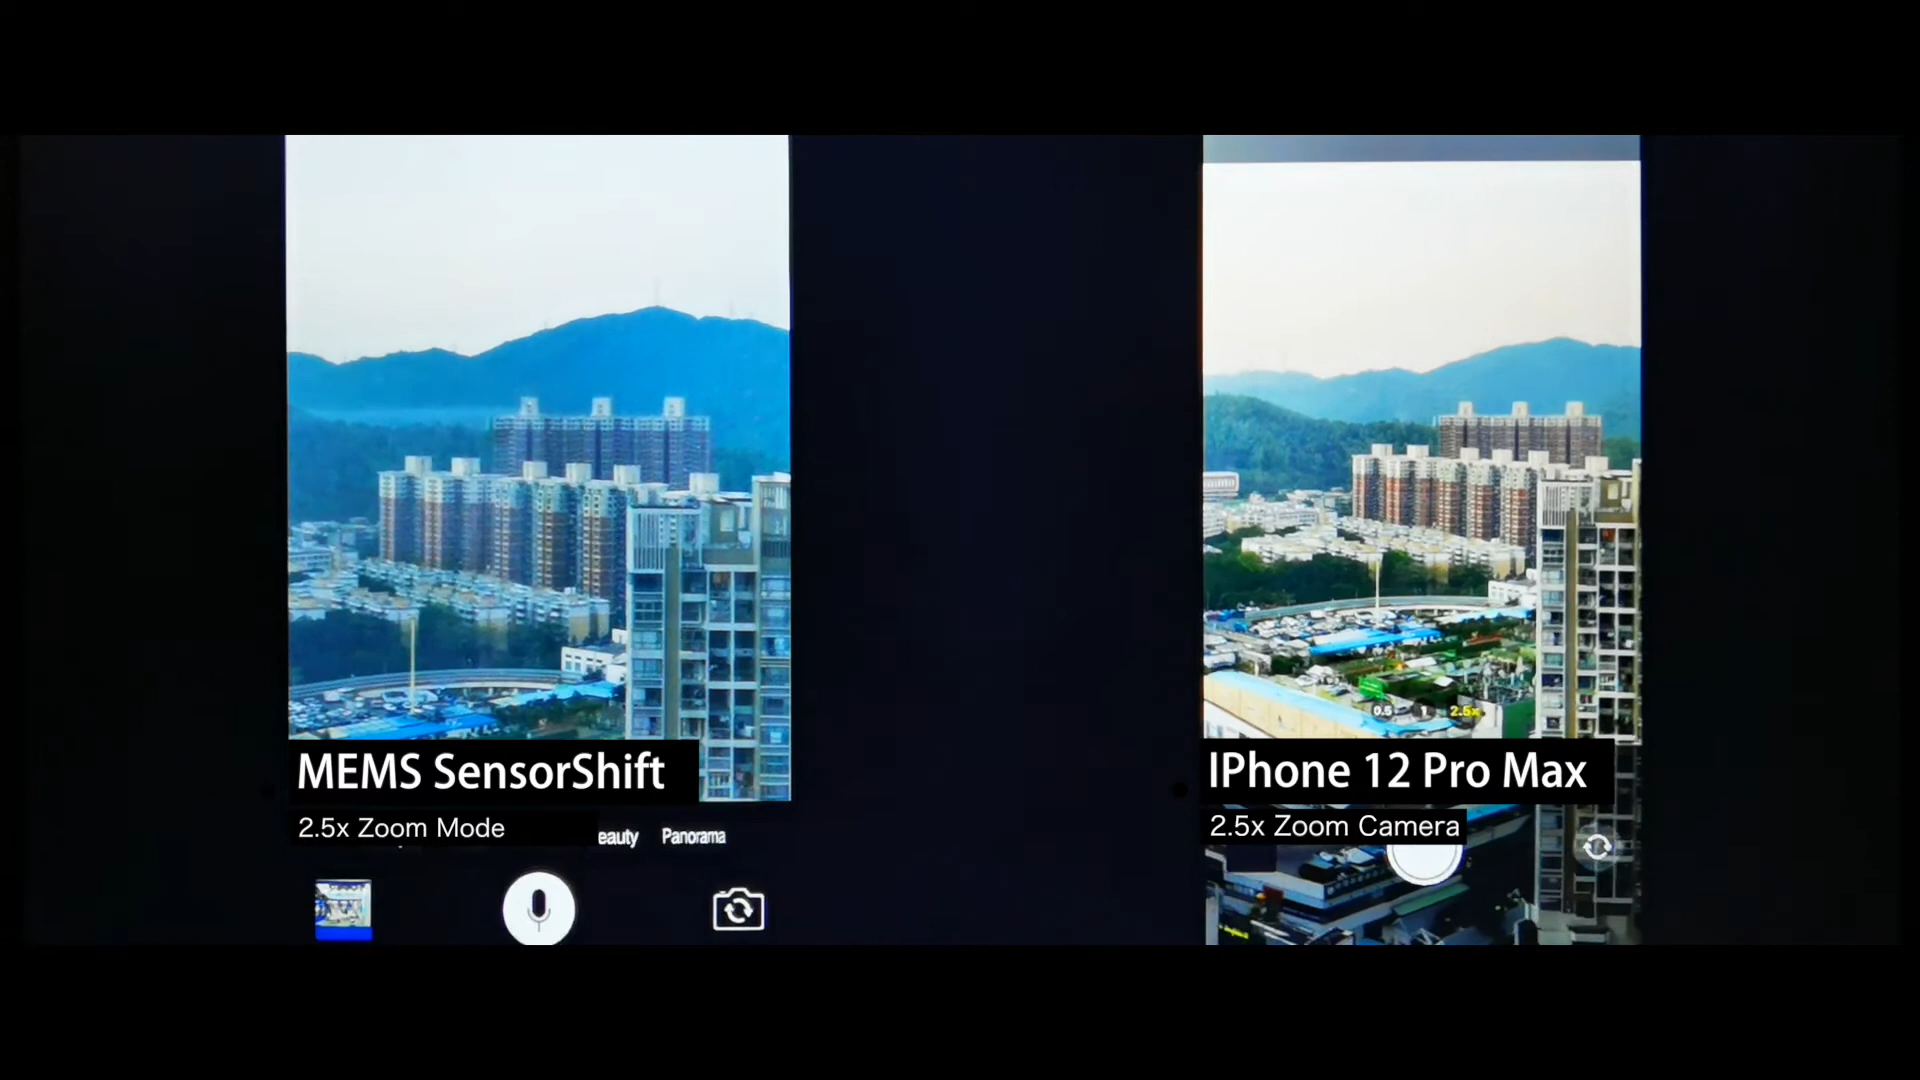 MEMS SensorShift
2.5x Zoom Mode
eauty
Panorama
0.5
1
2.5x
IPhone 12 Pro Max
2.5x Zoom Camera